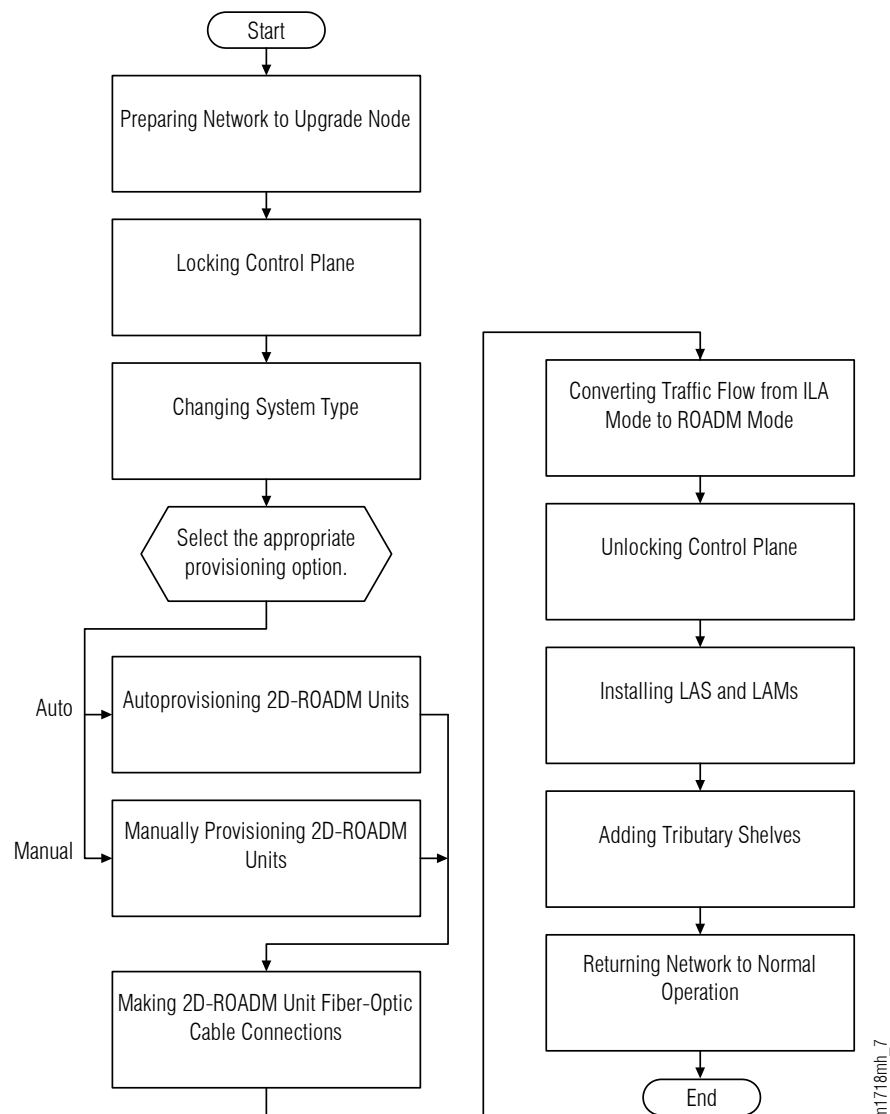 Start
Preparing Network to Upgrade Node
Locking Control Plane
Changing System Type
Select the appropriate
provisioning option.
Auto
Autoprovisioning 2D-ROADM Units
Manual
Manually Provisioning 2D-ROADM
Units
Making 2D-ROADM Unit Fiber-Optic
Cable Connections
Converting Traffic Flow from ILA
Mode to ROADM Mode
Unlocking Control Plane
Installing LAS and LAMs
Adding Tributary Shelves
Returning Network to Normal
Operation
End